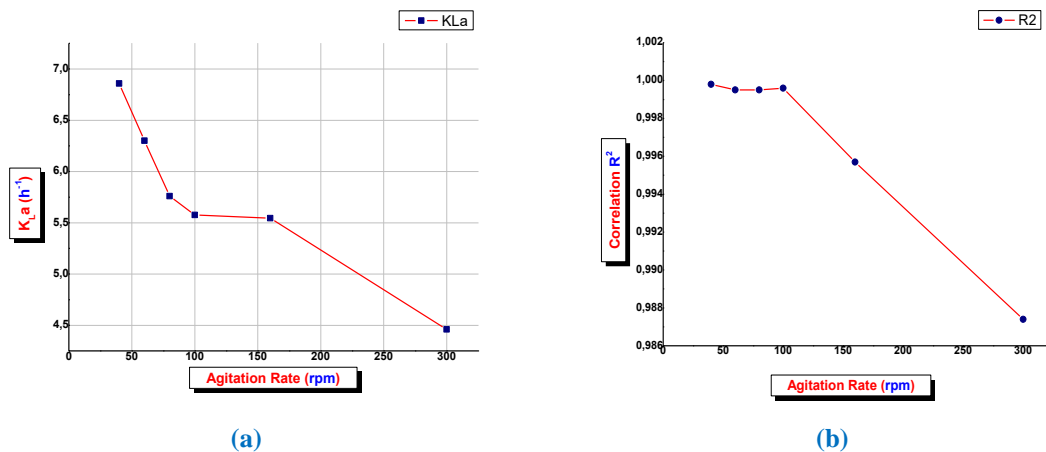 KLa
7,0
6,5
6,0
5,5
5,0
4,5
0 50 100 150 200 250 300
K_L a (h⁻¹)
Agitation Rate (rpm)
(a)
R2
1,002
1,000
0,998
0,996
0,994
0,992
0,990
0,988
0,986
0 50 100 150 200 250 300
Correlation R²
Agitation Rate (rpm)
(b)